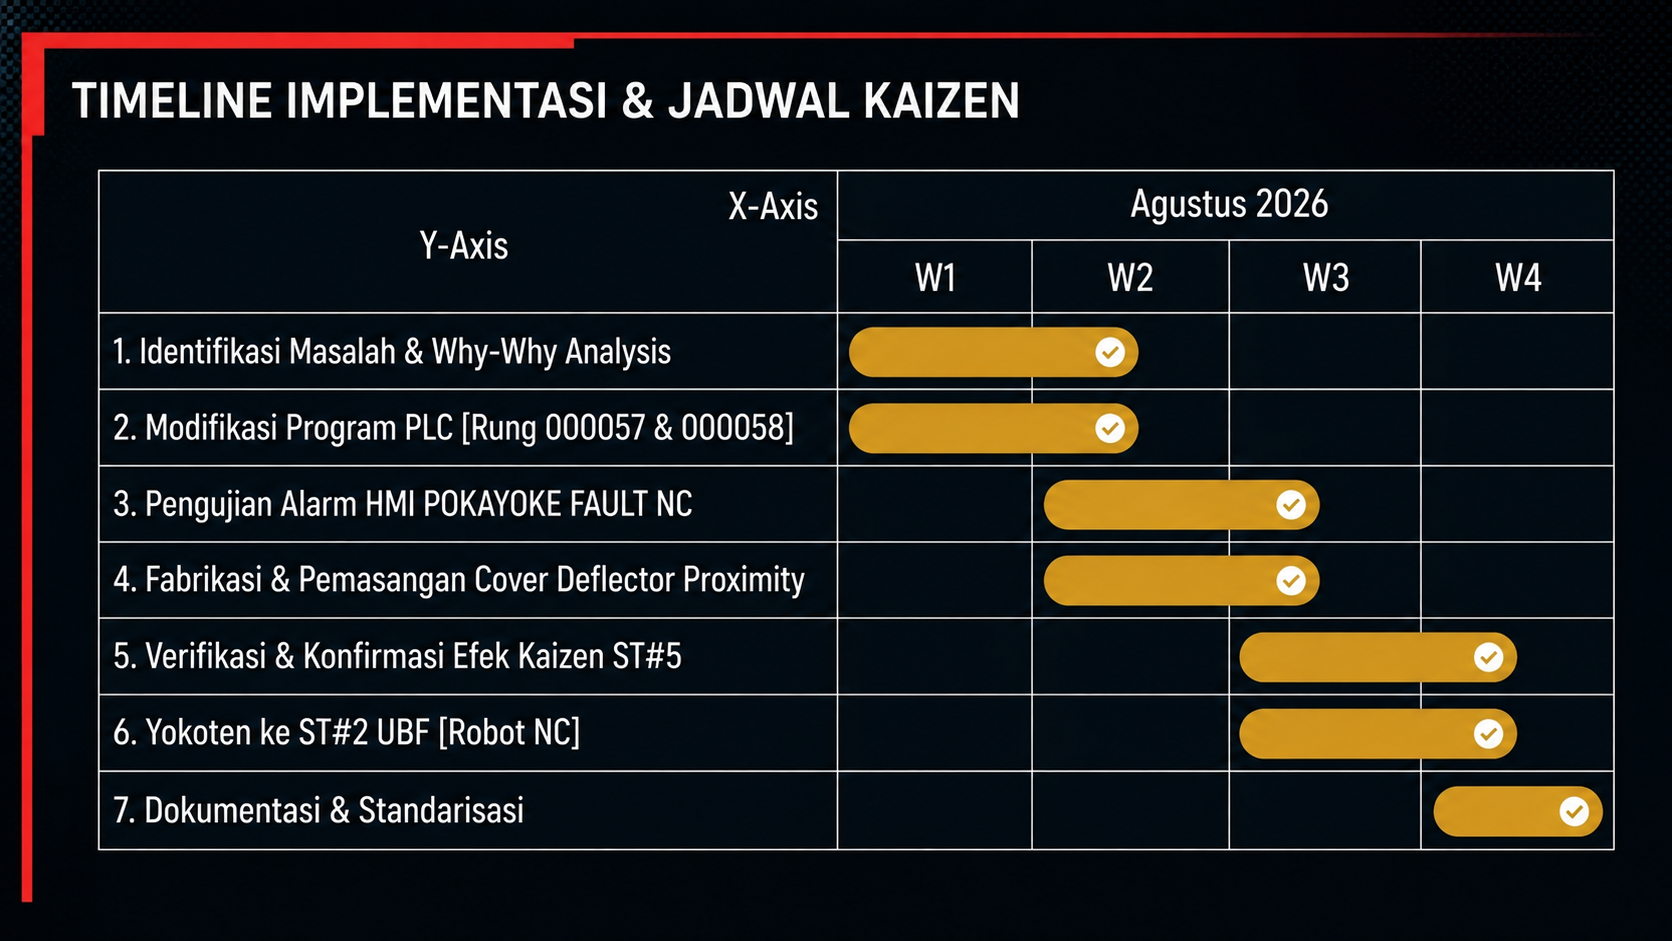 TIMELINE IMPLEMENTASI & JADWAL KAIZEN
X-Axis
Y-Axis
Agustus 2026
W1
W2
W3
W4
1. Identifikasi Masalah & Why-Why Analysis
2. Modifikasi Program PLC [Rung 000057 & 000058]
3. Pengujian Alarm HMI POKAYOKE FAULT NC
4. Fabrikasi & Pemasangan Cover Deflector Proximity
5. Verifikasi & Konfirmasi Efek Kaizen ST#5
6. Yokoten ke ST#2 UBF [Robot NC]
7. Dokumentasi & Standarisasi